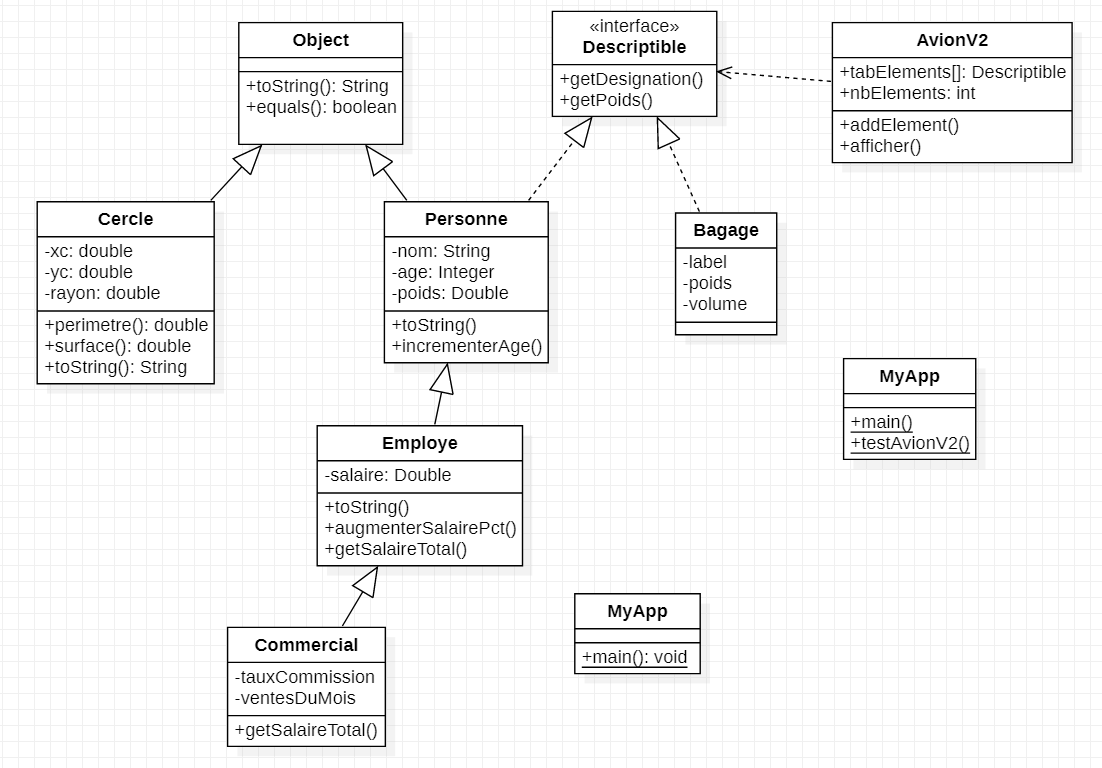 Object
+toString(): String
+equals(): boolean
«interface»
Descriptible
+getDesignation()
+getPoids()
AvionV2
+tabElements[]: Descriptible
+nbElements: int
+addElement()
+afficher()
Cercle
-xc: double
-yc: double
-rayon: double
+perimetre(): double
+surface(): double
+toString(): String
Personne
-nom: String
-age: Integer
-poids: Double
+toString()
+incrementerAge()
Bagage
-label
-poids
-volume
MyApp
+main()
+testAvionV2()
Employe
-salaire: Double
+toString()
+augmenterSalairePct()
+getSalaireTotal()
MyApp
+main(): void
Commercial
-tauxCommission
-ventesDuMois
+getSalaireTotal()